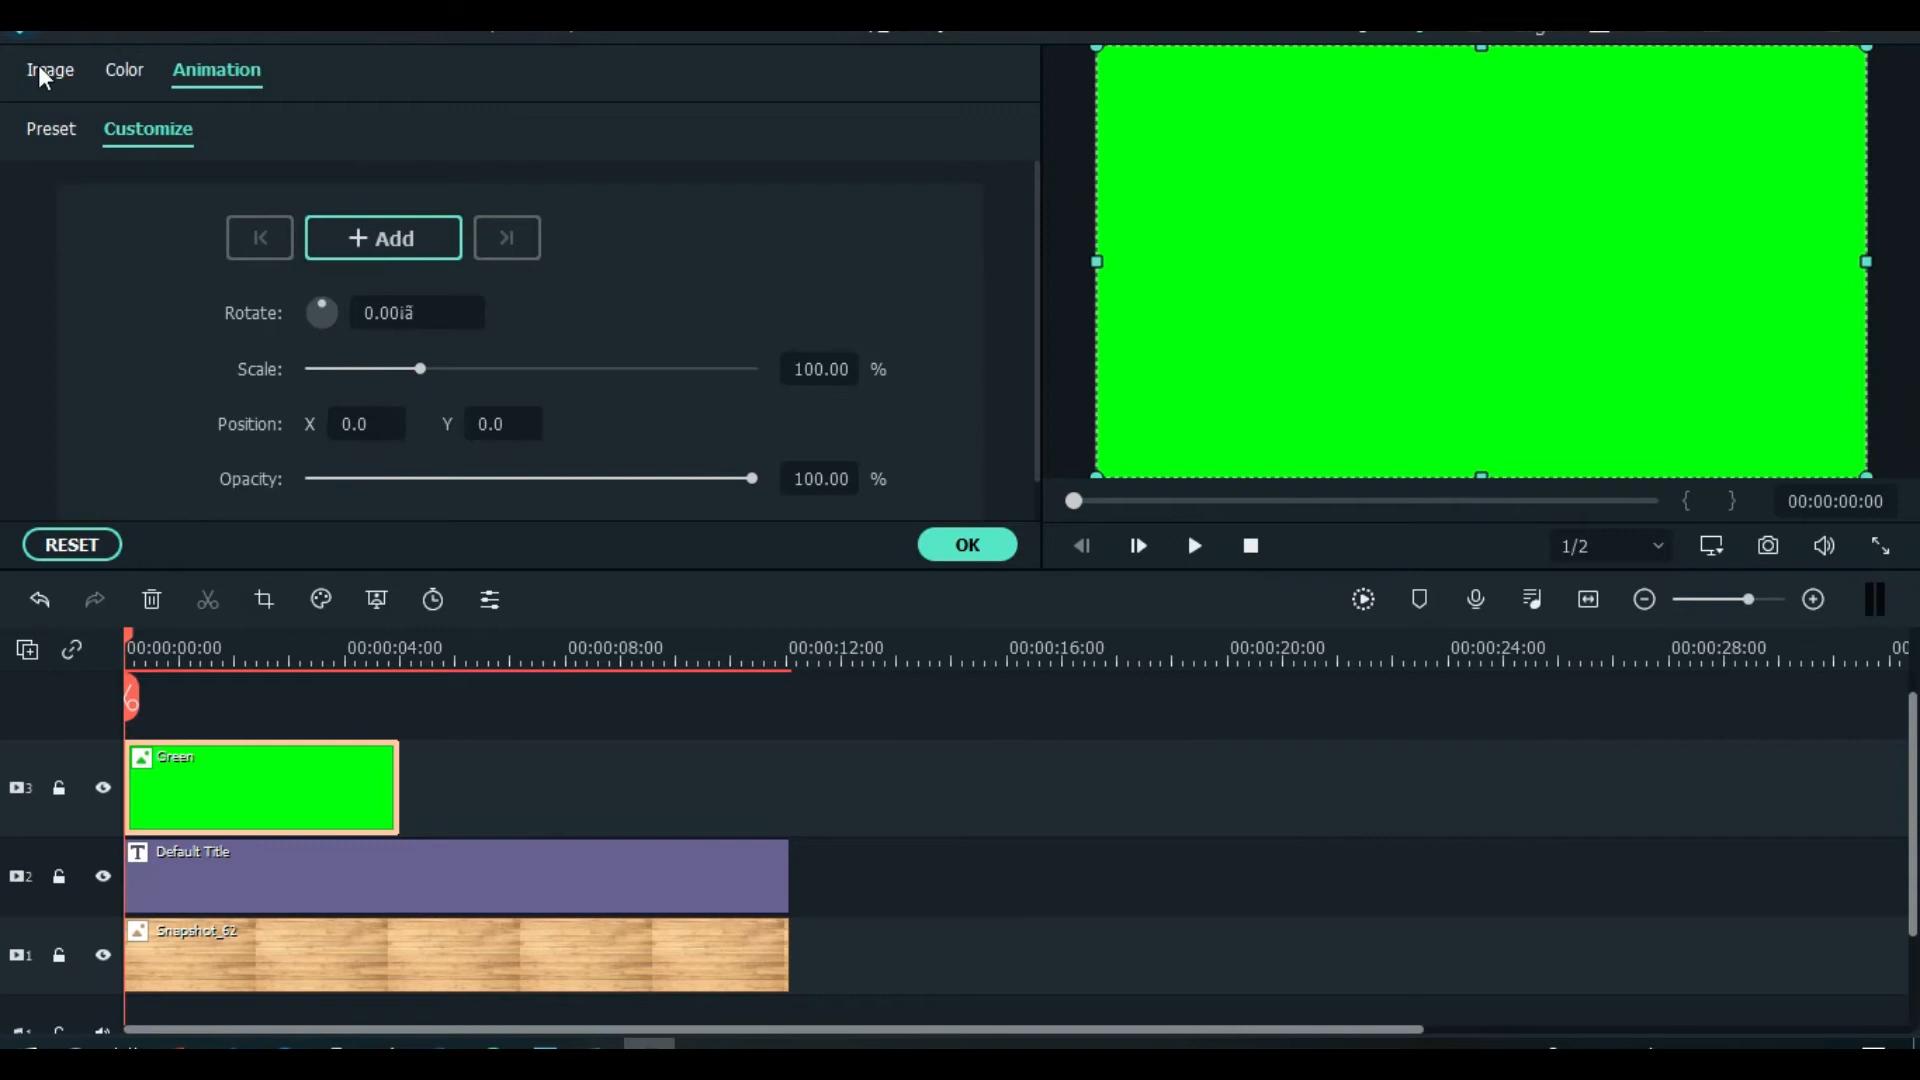 Image Color Animation
Preset Customize
+ Add
Rotate: 0.00iã
Scale: 100.00 %
Position: X 0.0 Y 0.0
Opacity: 100.00 %
{ } 00:00:00:00
RESET OK
1/2
00:00:00:00 00:00:04:00 00:00:08:00 00:00:12:00 00:00:16:00 00:00:20:00 00:00:24:00 00:00:28:00 00
3 Green
2 T Default Title
1 Snapshot_62